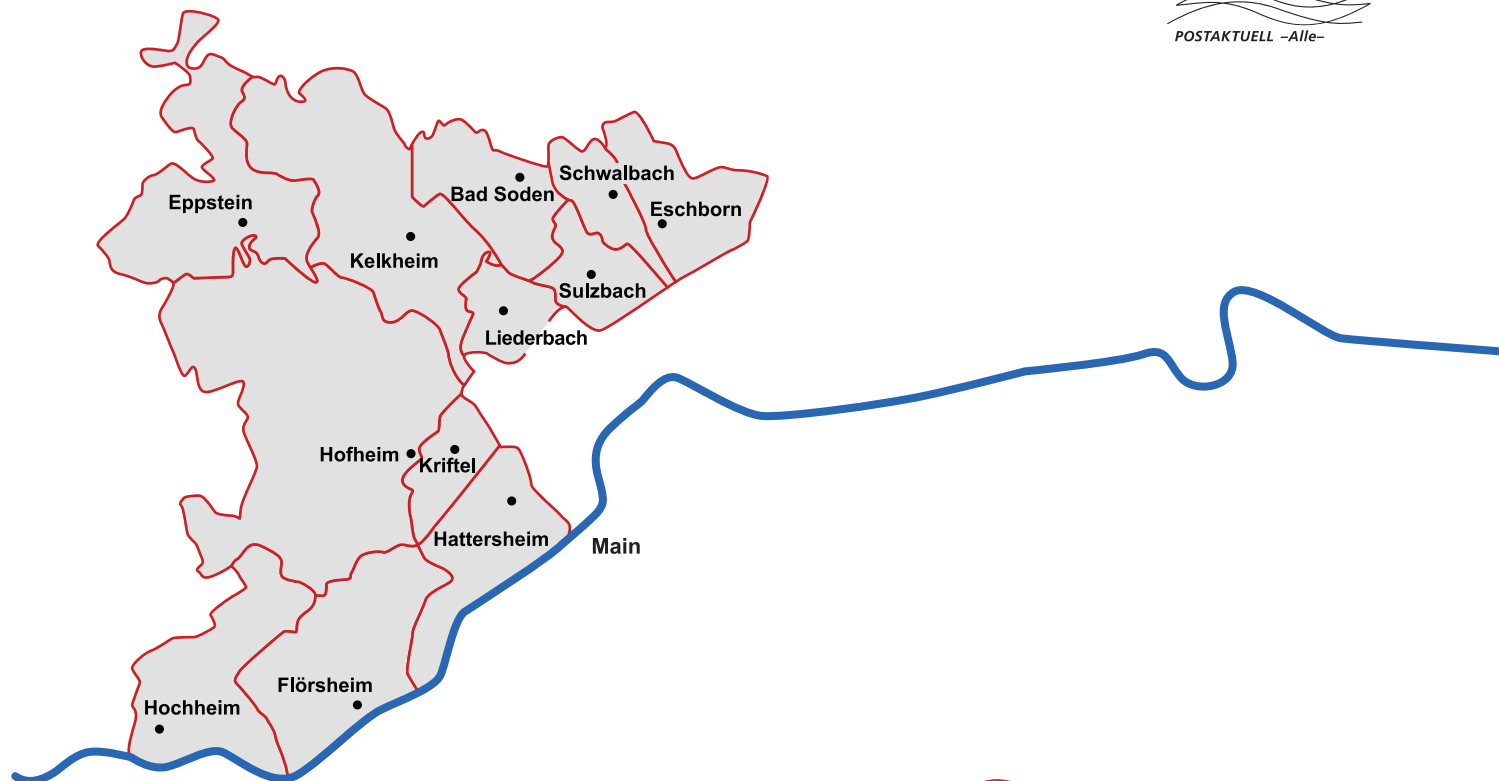 POSTAKTUELL –Alle–
Schwalbach
Bad Soden
Eppstein
Eschborn
Kelkheim
Sulzbach
Liederbach
Hofheim
Kriftel
Hattersheim
Main
Flörsheim
Hochheim